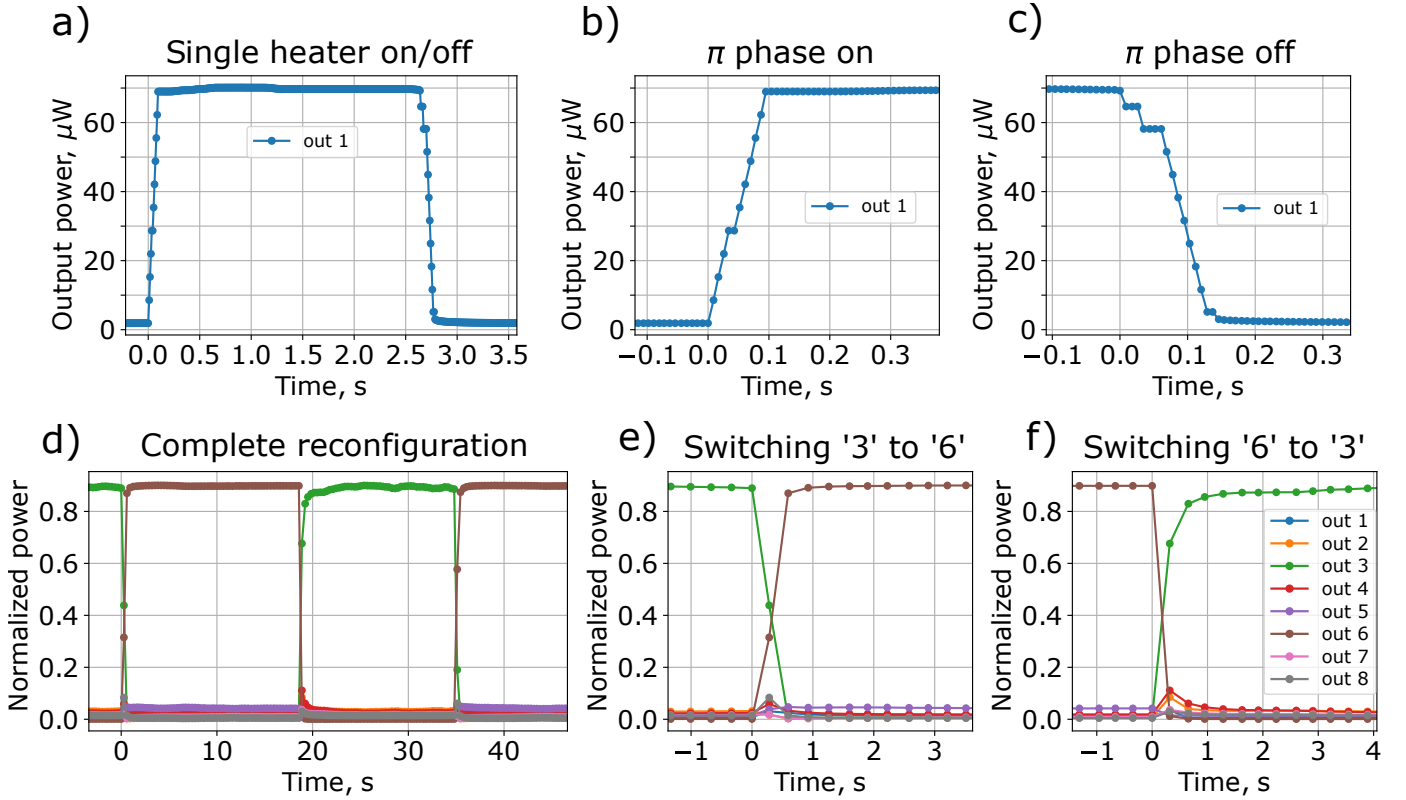 a)
Single heater on/off
Output power, μW
60
40
20
0
out 1
0.0 0.5 1.0 1.5 2.0 2.5 3.0 3.5
Time, s
b)
π phase on
Output power, μW
60
40
20
0
out 1
−0.1 0.0 0.1 0.2 0.3
Time, s
c)
π phase off
Output power, μW
60
40
20
0
out 1
−0.1 0.0 0.1 0.2 0.3
Time, s
d)
Complete reconfiguration
Normalized power
0.8
0.6
0.4
0.2
0.0
0 10 20 30 40
Time, s
e)
Switching '3' to '6'
Normalized power
0.8
0.6
0.4
0.2
0.0
−1 0 1 2 3
Time, s
f)
Switching '6' to '3'
Normalized power
0.8
0.6
0.4
0.2
0.0
out 1
out 2
out 3
out 4
out 5
out 6
out 7
out 8
−1 0 1 2 3 4
Time, s